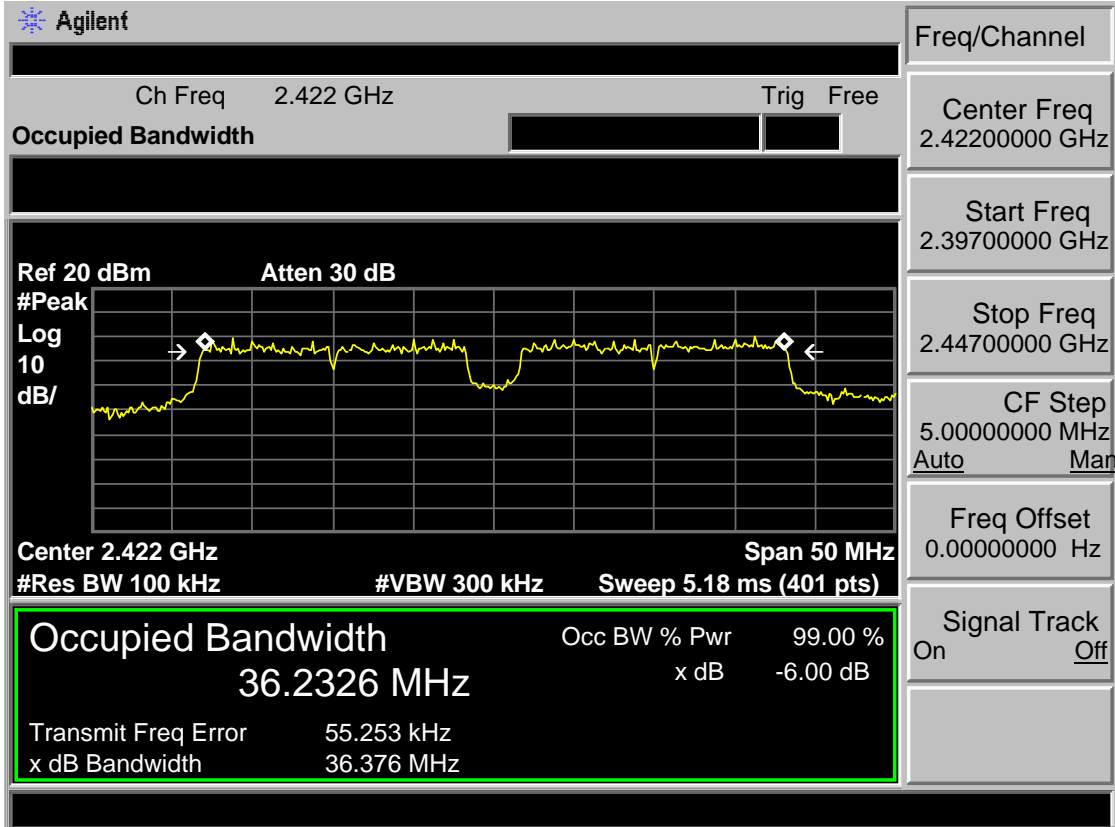 Agilent
Freq/Channel
Ch Freq 2.422 GHz Trig Free
Occupied Bandwidth
Center Freq
2.42200000 GHz
Start Freq
2.39700000 GHz
Stop Freq
2.44700000 GHz
CF Step
5.00000000 MHz
Auto Man
Freq Offset
0.00000000 Hz
Signal Track
On Off
Ref 20 dBm Atten 30 dB
#Peak
Log
10
dB/
Center 2.422 GHz Span 50 MHz
#Res BW 100 kHz #VBW 300 kHz Sweep 5.18 ms (401 pts)
Occupied Bandwidth Occ BW % Pwr 99.00 %
36.2326 MHz x dB -6.00 dB
Transmit Freq Error 55.253 kHz
x dB Bandwidth 36.376 MHz